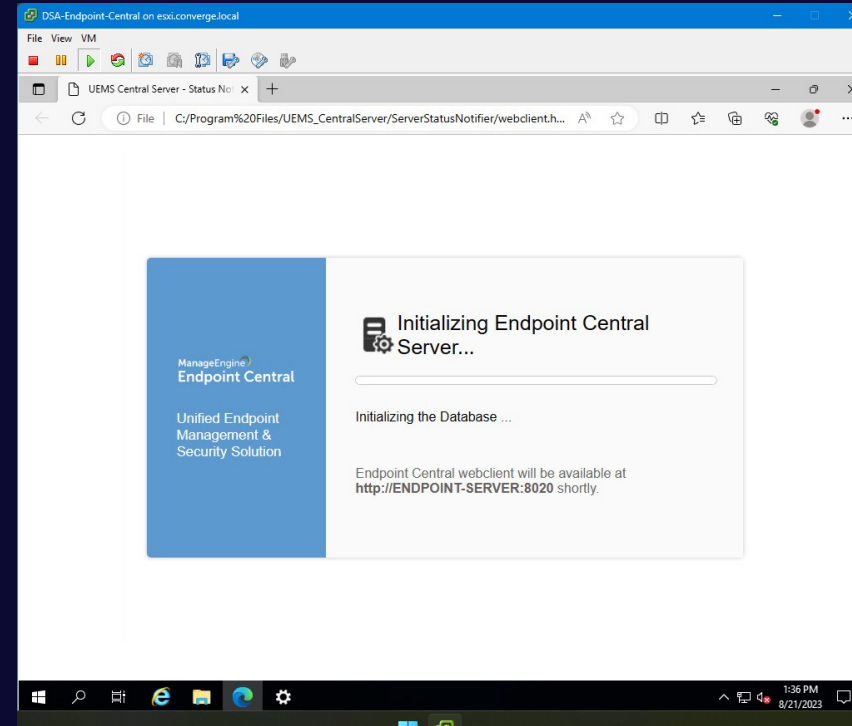 DSA-Endpoint-Central on esxi.converge.local
File View VM
UEMS Central Server - Status No
File | C:/Program%20Files/UEMS_CentralServer/ServerStatusNotifier/webclient.h...
ManageEngine
Endpoint Central
Unified Endpoint
Management &
Security Solution
Initializing Endpoint Central
Server...
Initializing the Database ...
Endpoint Central webclient will be available at
http://ENDPOINT-SERVER:8020 shortly.
1:36 PM
8/21/2023